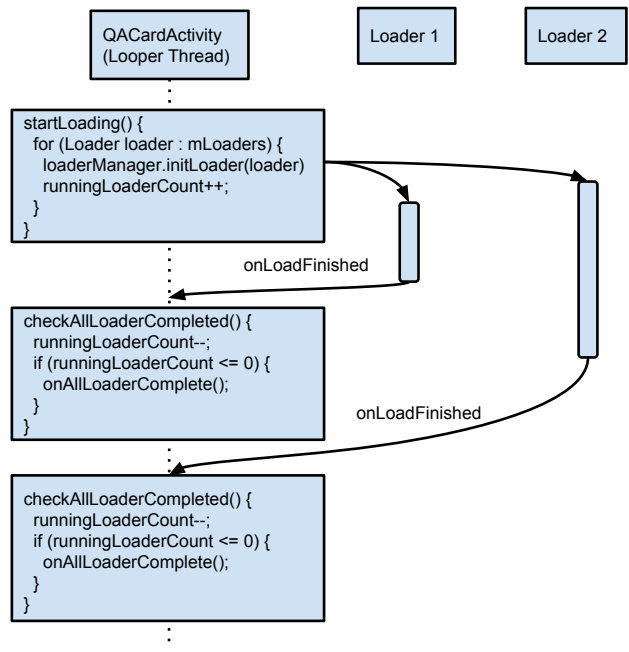 QACardActivity
(Looper Thread)
Loader 1
Loader 2
startLoading() {
for (Loader loader : mLoaders) {
loaderManager.initLoader(loader)
runningLoaderCount++;
}
}
onLoadFinished
checkAllLoaderCompleted() {
runningLoaderCount--;
if (runningLoaderCount <= 0) {
onAllLoaderComplete();
}
}
onLoadFinished
checkAllLoaderCompleted() {
runningLoaderCount--;
if (runningLoaderCount <= 0) {
onAllLoaderComplete();
}
}